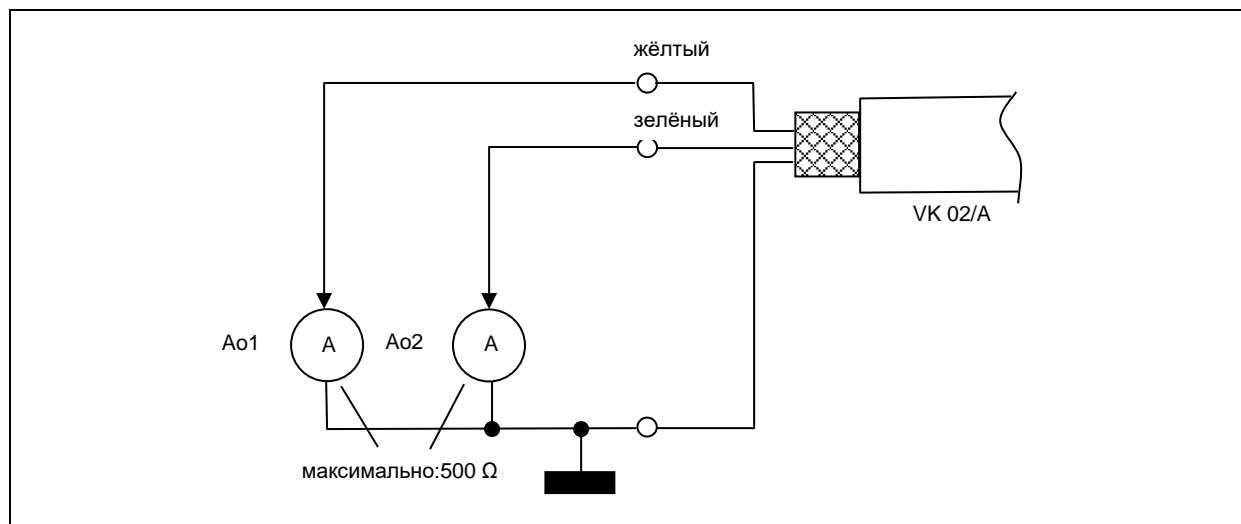 жёлтый
зелёный
VK 02/A
Ao1
A
Ao2
A
максимально:500 Ω